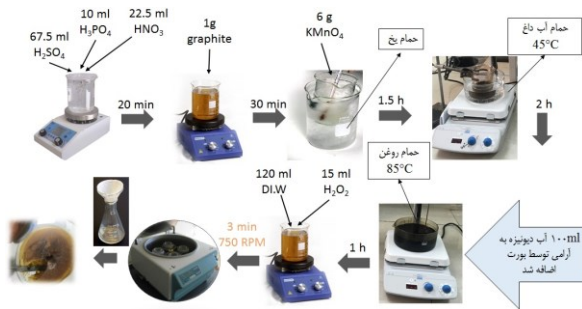 10 ml
H₃PO₄
22.5 ml
HNO₃
67.5 ml
H₂SO₄
20 min
1g
graphite
30 min
6 g
KMnO₄
حمام یخ
1.5 h
حمام آب داغ
45°C
2 h
۱۰۰ml آب دیونیزه به
آرامی توسط بورت
اضافه شد
حمام روغن
85°C
1 h
120 ml
DI.W
15 ml
H₂O₂
3 min
750 RPM